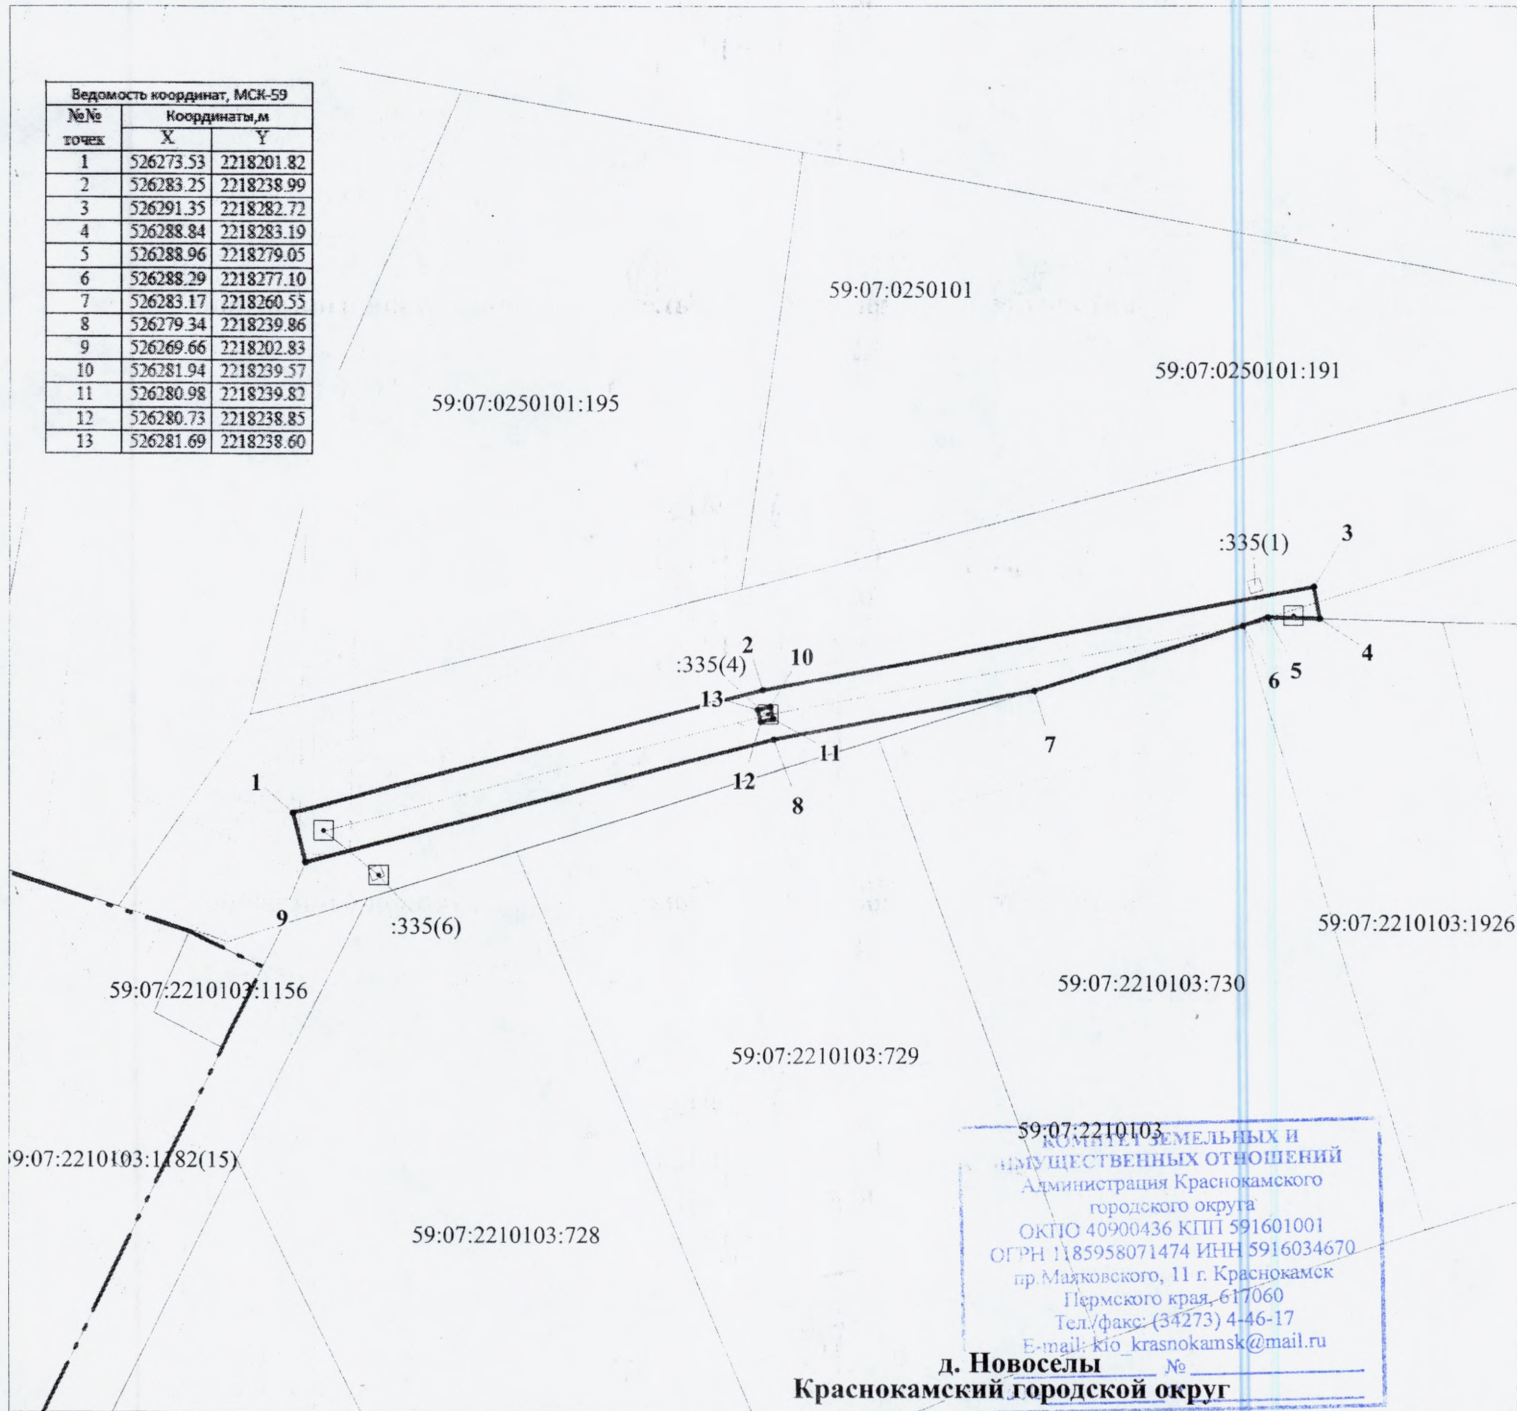 Ведомость координат, МСК-59
№№ точек Координаты,м
X Y
1 526273.53 2218201.82
2 526283.25 2218238.99
3 526291.35 2218282.72
4 526288.84 2218283.19
5 526288.96 2218279.05
6 526288.29 2218277.10
7 526283.17 2218260.55
8 526279.34 2218239.86
9 526269.66 2218202.83
10 526281.94 2218239.57
11 526280.98 2218239.82
12 526280.73 2218238.85
13 526281.69 2218238.60
59:07:0250101
59:07:0250101:191
59:07:0250101:195
:335(1)
3
2
10
:335(4)
13
4
5
6
11
7
12
1
8
9
:335(6)
59:07:2210103:1926
59:07:2210103:730
59:07:2210103:1156
59:07:2210103:729
59:07:2210103
9:07:2210103:1182(15)
59:07:2210103:728
КОМИТЕТ ЗЕМЕЛЬНЫХ И
ИМУЩЕСТВЕННЫХ ОТНОШЕНИЙ
Администрация Краснокамского
городского округа
ОКПО 40900436 КПП 591601001
ОГРН 1185958071474 ИНН 5916034670
пр.Маяковского, 11 г. Краснокамск
Пермского края, 617060
Тел./факс: (34273) 4-46-17
E-mail: kio_krasnokamsk@mail.ru
№
д. Новоселы
Краснокамский городской округ